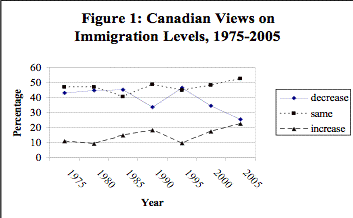 Figure 1: Canadian Views on
Immigration Levels, 1975-2005
60
50
40
30
20
10
0
Percentage
1975
1980
1985
1990
1995
2000
2005
Year
decrease
same
increase